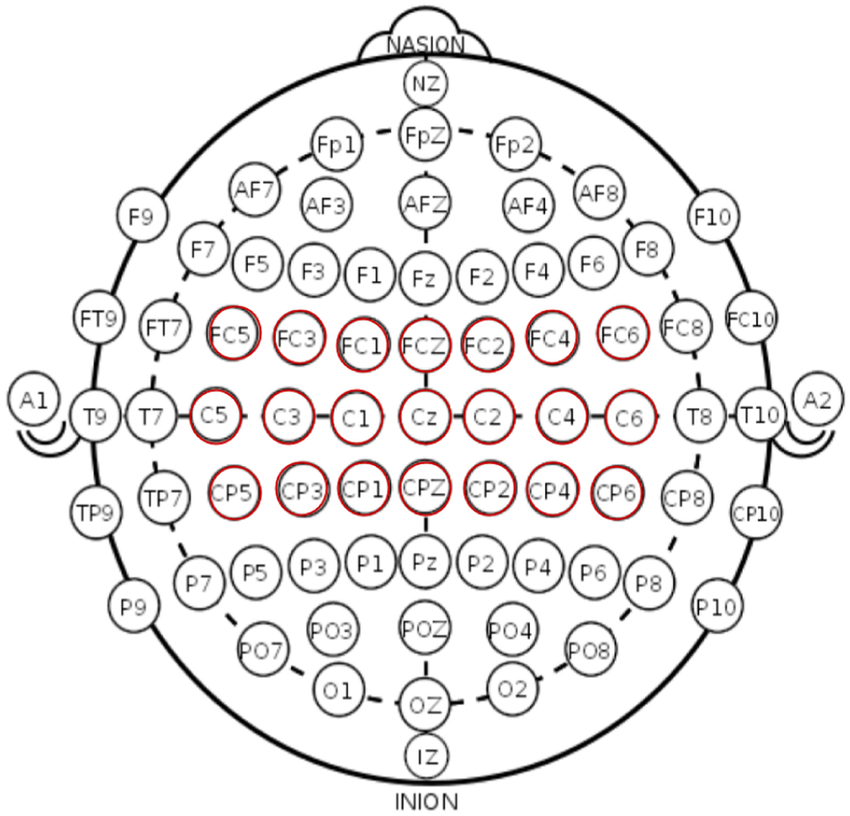 NASION
NZ
Fp1 FpZ Fp2
AF7 AF3 AFZ AF4 AF8
F9 F10
F7 F5 F3 F1 Fz F2 F4 F6 F8
FT9 FT7 FC5 FC3 FC1 FCZ FC2 FC4 FC6 FC8 FC10
A1 T9 T7 C5 C3 C1 Cz C2 C4 C6 T8 T10 A2
TP9 TP7 CP5 CP3 CP1 CPZ CP2 CP4 CP6 CP8 CP10
P9 P7 P5 P3 P1 Pz P2 P4 P6 P8 P10
PO7 PO3 POZ PO4 PO8
O1 OZ O2
IZ
INION